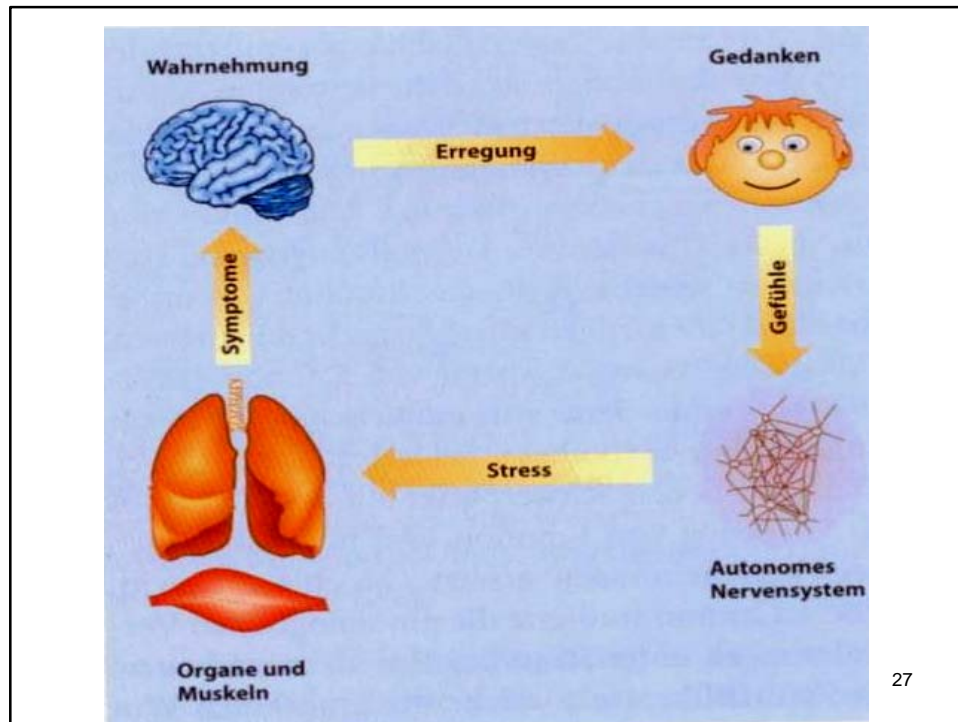 Wahrnehmung
Gedanken
Erregung
Symptome
Gefühle
Stress
Autonomes
Nervensystem
Organe und
Muskeln
27